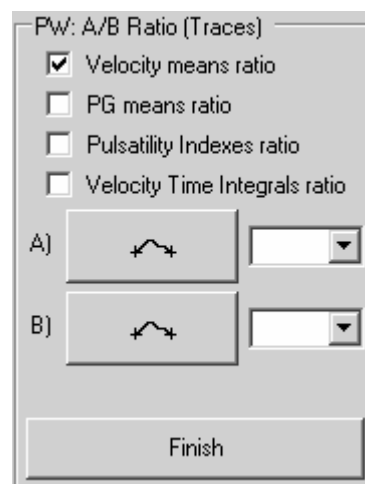 PW: A/B Ratio (Traces)
Velocity means ratio
PG means ratio
Pulsatility Indexes ratio
Velocity Time Integrals ratio
A)
B)
Finish